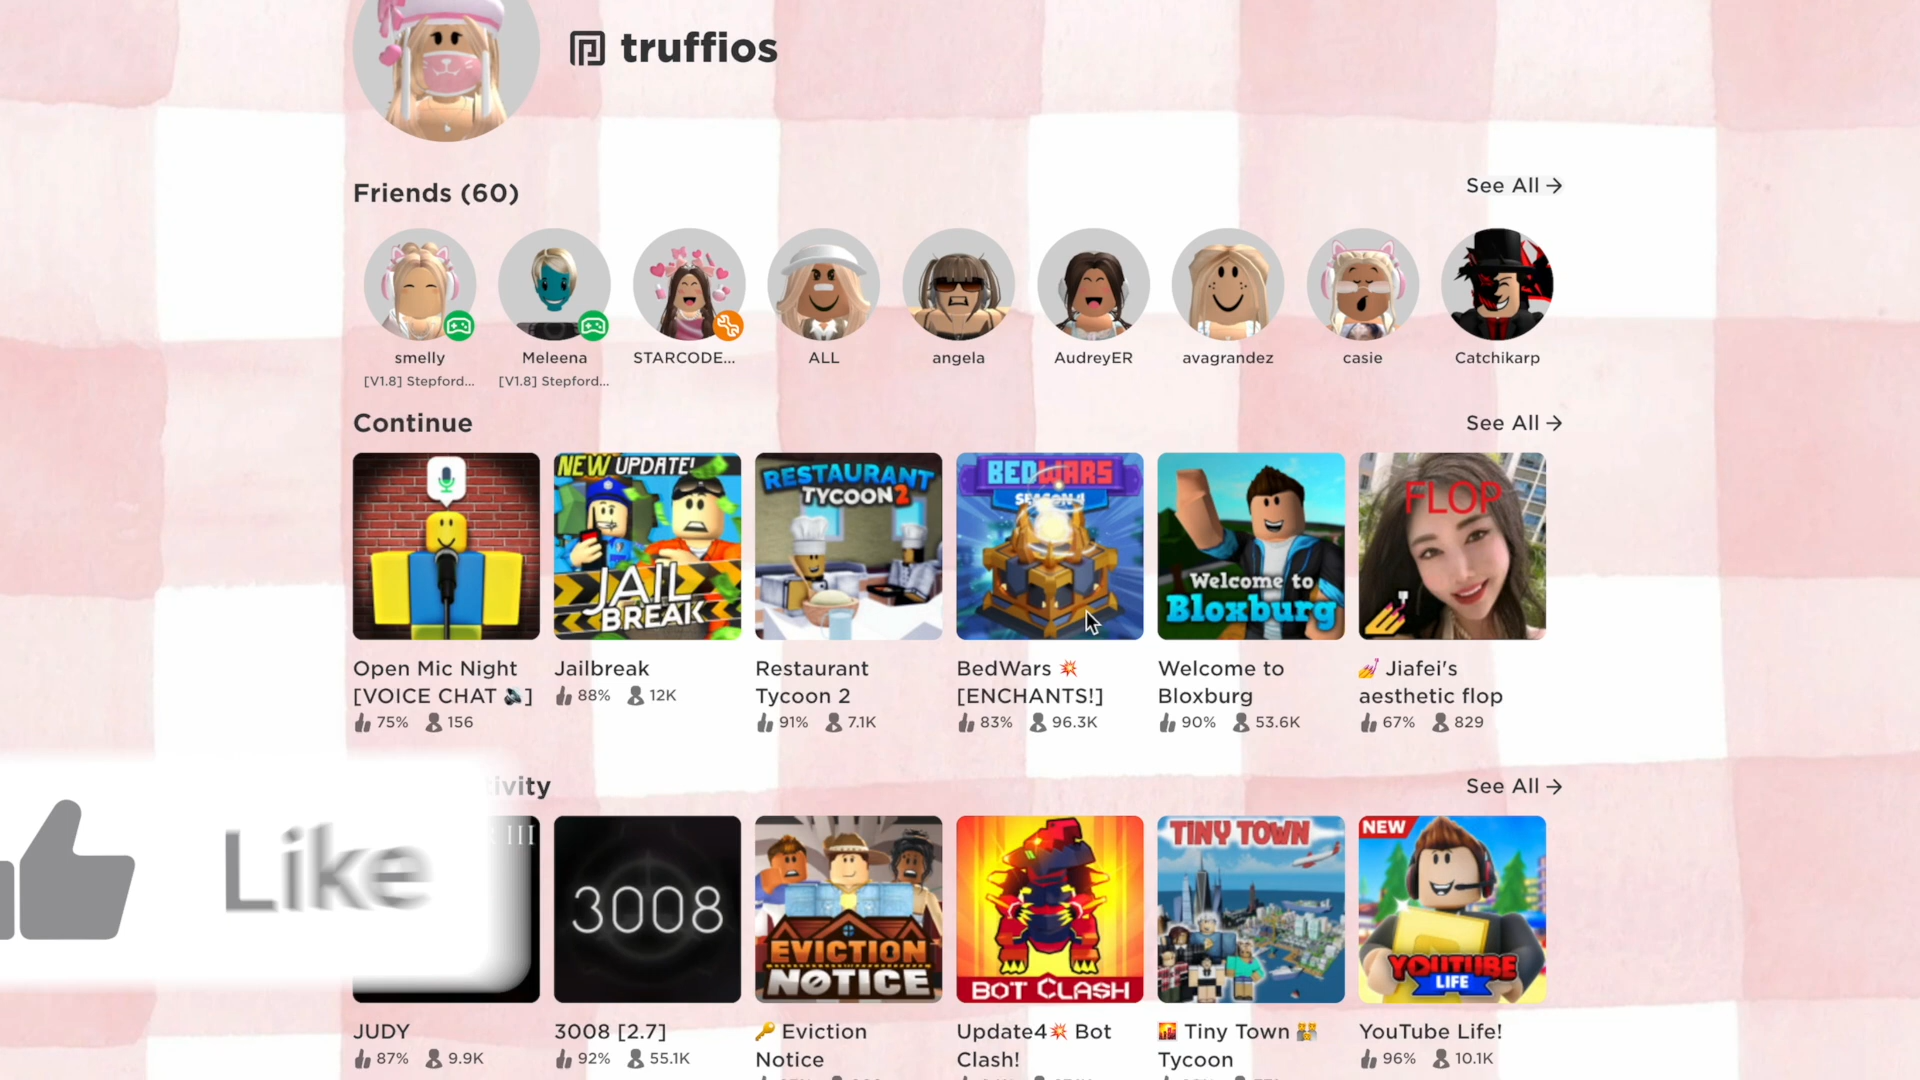 truffios
Friends (60)
See All →
smelly
Meleena
STARCODE...
ALL
angela
AudreyER
avagrandez
casie
Catchikarp
[V1.8] Stepford...
[V1.8] Stepford...
Continue
See All →
NEW UPDATE!
JAIL
BREAK
RESTAURANT
TYCOON 2
BEDWARS
SEASON 4
Welcome to
Bloxburg
FLOP
Open Mic Night
[VOICE CHAT 🔊]
75% 156
Jailbreak
88% 12K
Restaurant
Tycoon 2
91% 7.1K
BedWars 💥
[ENCHANTS!]
83% 96.3K
Welcome to
Bloxburg
90% 53.6K
💅 Jiafei's
aesthetic flop
67% 829
tivity
See All →
Like
III
3008
EVICTION
NOTICE
BOT CLASH
TINY TOWN
NEW
YOUTUBE
LIFE
JUDY
87% 9.9K
3008 [2.7]
92% 55.1K
🔑 Eviction
Notice
Update4💥 Bot
Clash!
🌇 Tiny Town 👯
Tycoon
YouTube Life!
96% 10.1K